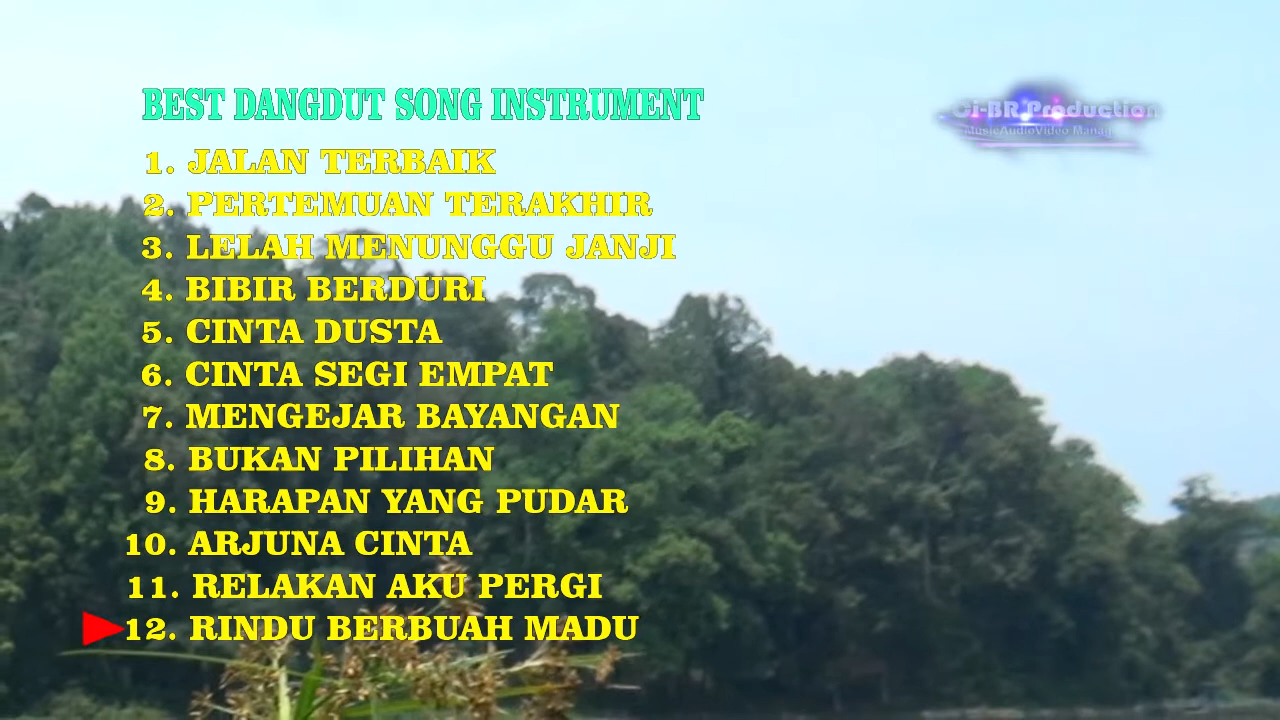 BEST DANGDUT SONG INSTRUMENT
Ci-BR Production
MusicAudioVideo Manag
1. JALAN TERBAIK
2. PERTEMUAN TERAKHIR
3. LELAH MENUNGGU JANJI
4. BIBIR BERDURI
5. CINTA DUSTA
6. CINTA SEGI EMPAT
7. MENGEJAR BAYANGAN
8. BUKAN PILIHAN
9. HARAPAN YANG PUDAR
10. ARJUNA CINTA
11. RELAKAN AKU PERGI
12. RINDU BERBUAH MADU